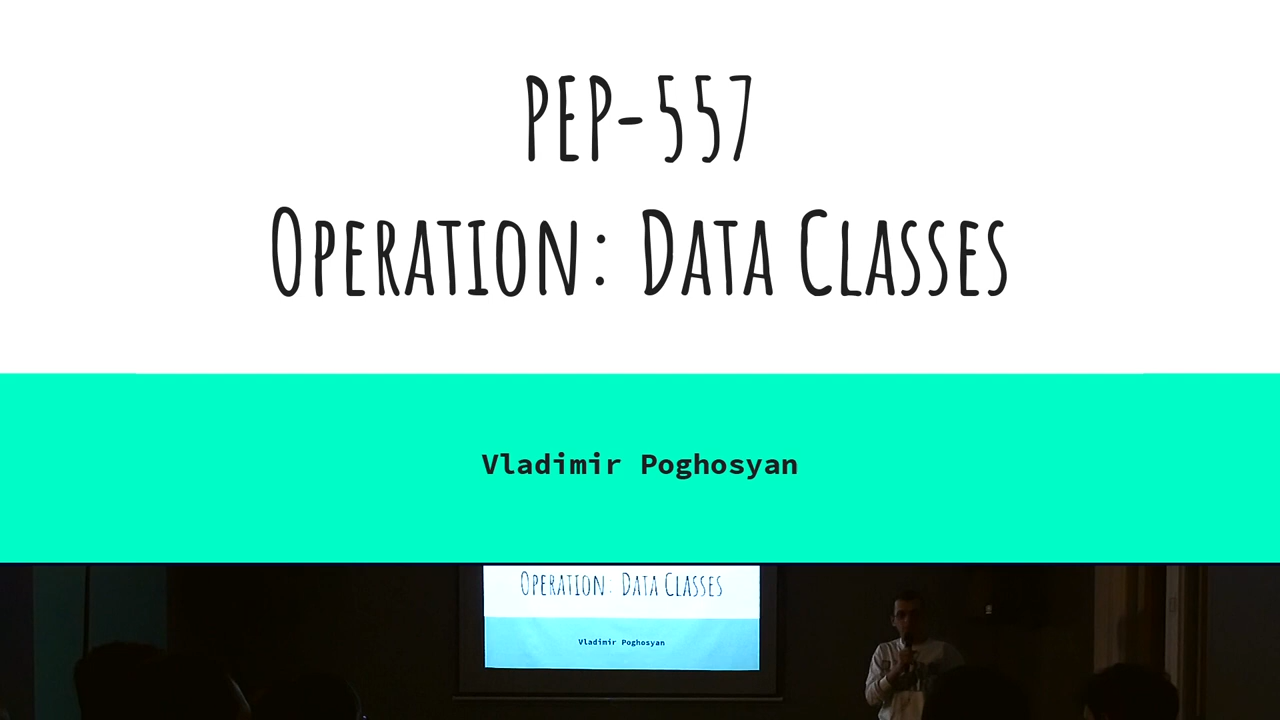 PEP-557
Operation: Data Classes
Vladimir Poghosyan
Operation: Data Classes
Vladimir Poghosyan